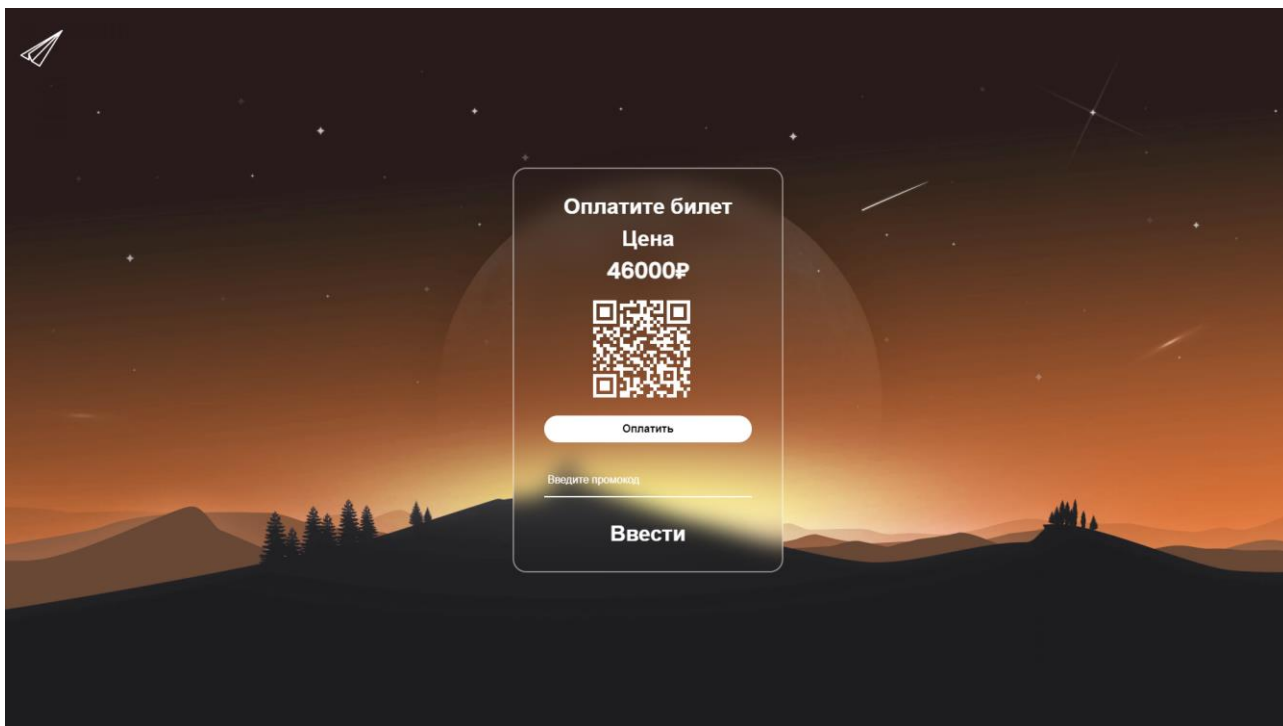 Оплатите билет
Цена
46000₽
Оплатить
Введите промокод
Ввести